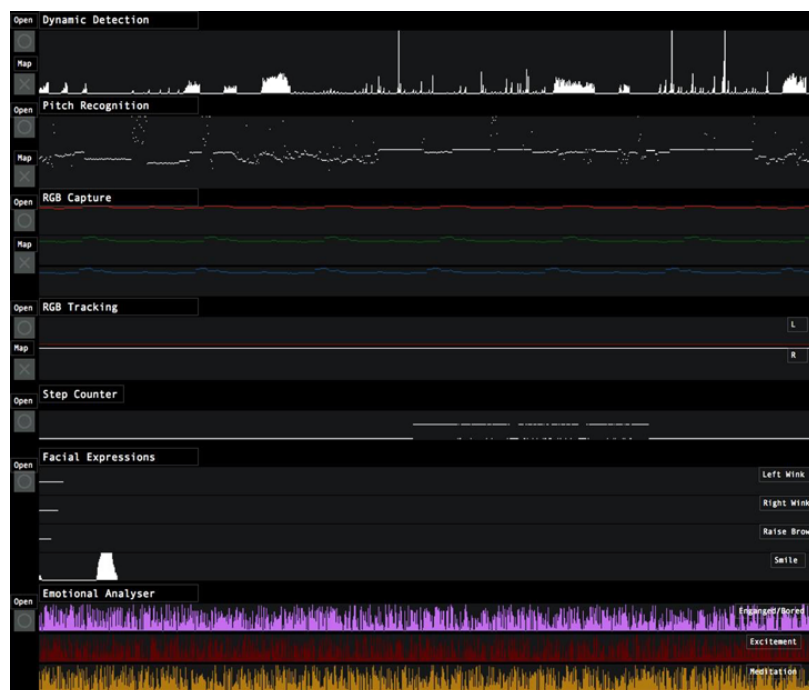 Open Dynamic Detection
Map
Open Pitch Recognition
Map
Open RGB Capture
Map
Open RGB Tracking
L
Map
R
Open Step Counter
Facial Expressions
Open
Left Wink
Right Wink
Raise Brow
Smile
Emotional Analyser
Open
Enganged/Bored
Excitement
Meditation